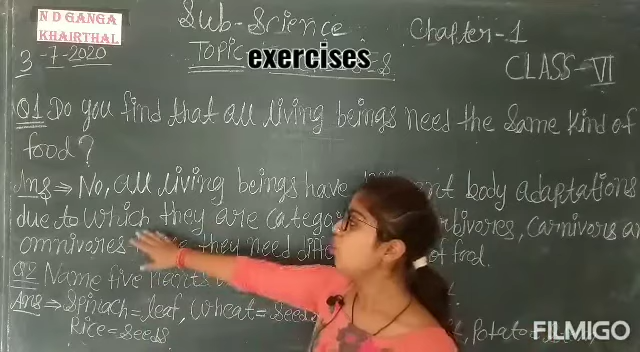 N D GANGA
KHAIRTHAL
Sub-Science
Chapter-1
3-7-2020
TOPIC
exercises
CLASS-VI
Q1 Do you find that all living beings need the same kind of
food?
Ans ⇒ No, all living beings have body adaptations
due to which they are omnivores, carnivores
omnivores they need of food.
Q2 Name five
Ans ⇒ Spinach=leaf, Wheat=seeds Potato=
Rice=seeds
FILMIGO